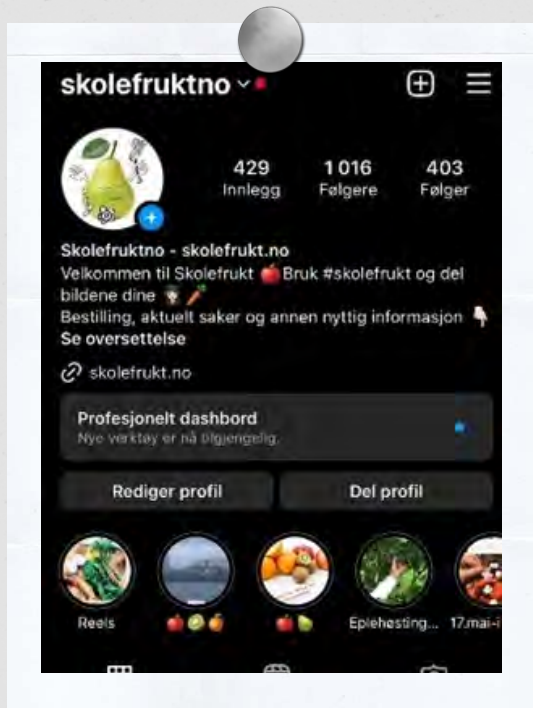 skolefruktno
429 1 016 403
Innlegg Følgere Følger
Skolefruktno - skolefrukt.no
Velkommen til Skolefrukt 🍎Bruk #skolefrukt og del
bildene dine 👩🏻‍🎓🥕
Bestilling, aktuelt saker og annen nyttig informasjon 👇🏻
Se oversettelse
skolefrukt.no
Profesjonelt dashbord
Nye verktøy er nå tilgjengelig.
Rediger profil Del profil
Reels 🍎🥝🍊 🍎🍐 Eplehøsting... 17.mai-i